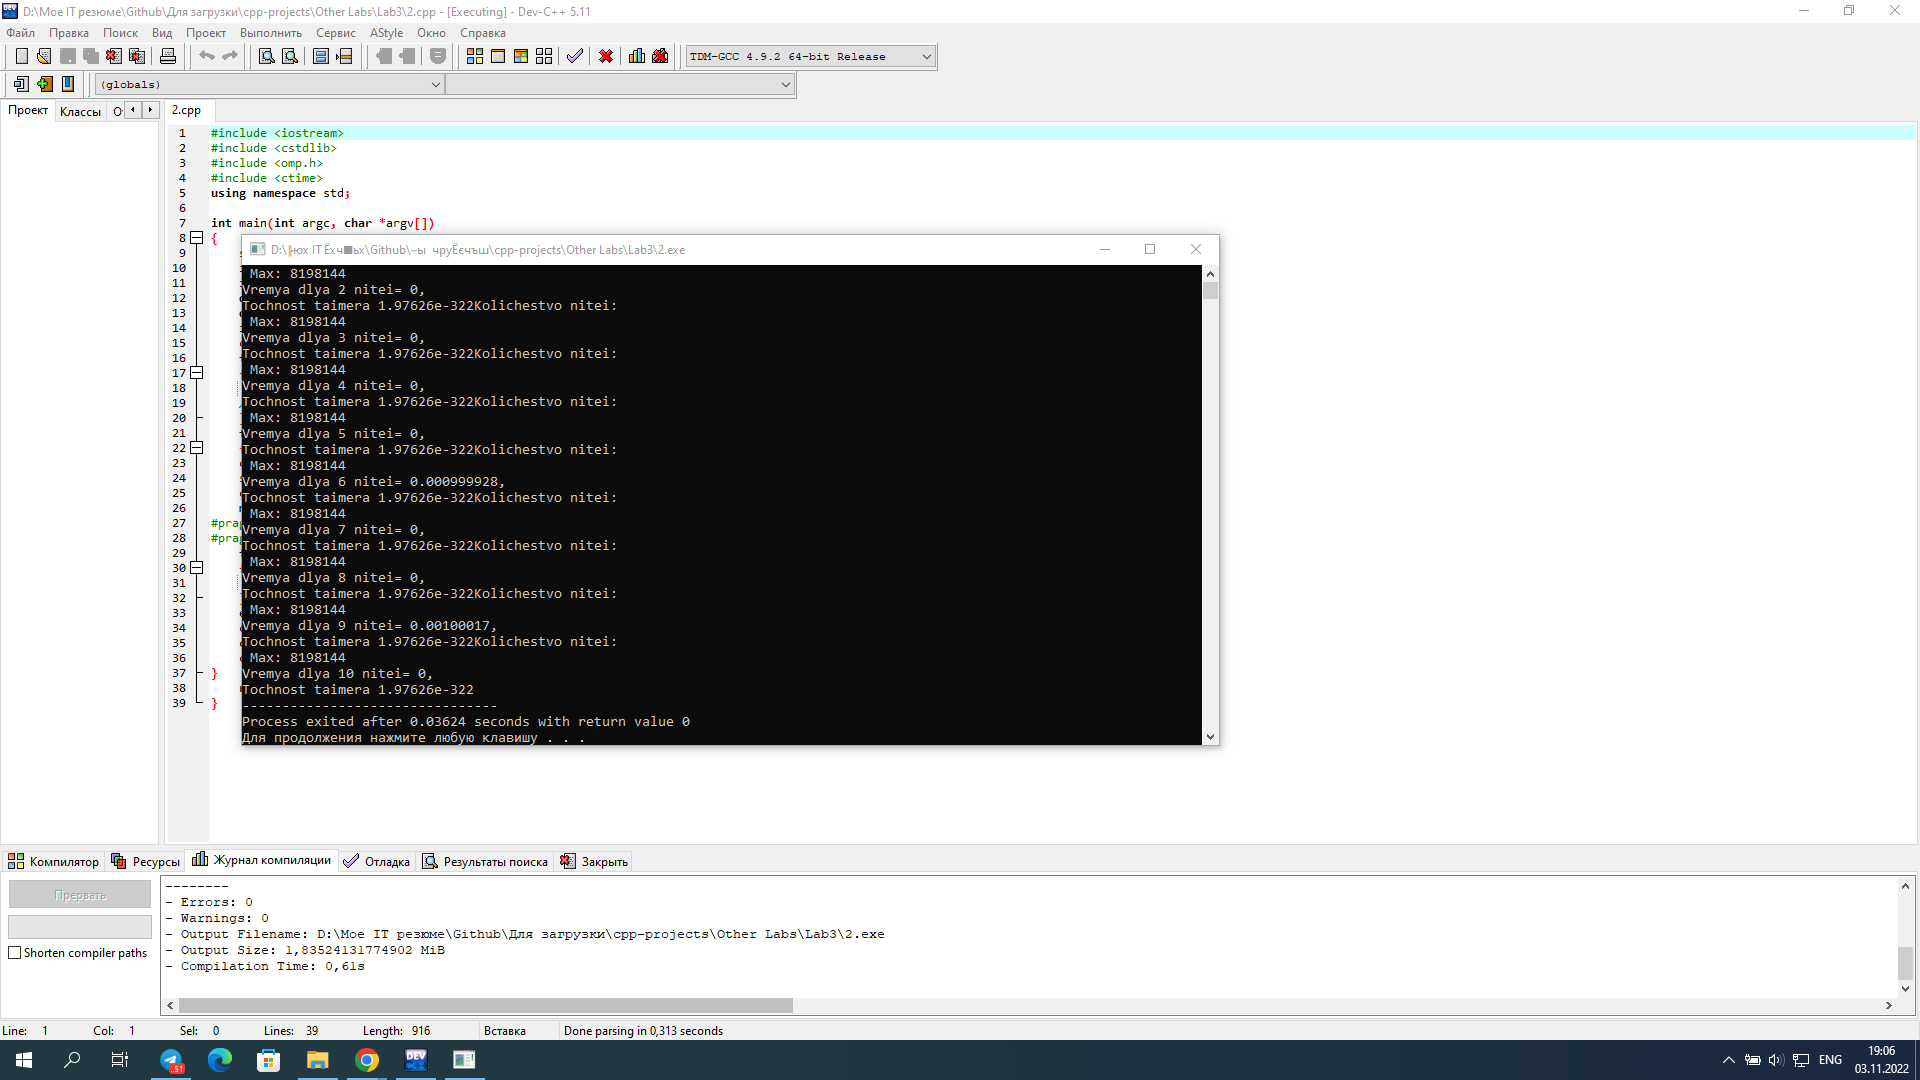 D:\Мое IT резюме\Github\Для загрузки\cpp-projects\Other Labs\Lab3\2.cpp - [Executing] - Dev-C++ 5.11
Файл Правка Поиск Вид Проект Выполнить Сервис AStyle Окно Справка
TDM-GCC 4.9.2 64-bit Release
(globals)
Проект Классы О
2.cpp
1 #include <iostream>
2 #include <cstdlib>
3 #include <omp.h>
4 #include <ctime>
5 using namespace std;
6
7 int main(int argc, char *argv[])
8 {
9
10
11
12
13
14
15
16
17
18
19
20
21
22
23
24
25
26
27 #prag
28 #prag
29
30
31
32
33
34
35
36
37 }
38
39 }
\Github\ \cpp-projects\Other Labs\Lab3\2.exe
Max: 8198144
Vremya dlya 2 nitei= 0,
Tochnost taimera 1.97626e-322Kolichestvo nitei:
Max: 8198144
Vremya dlya 3 nitei= 0,
Tochnost taimera 1.97626e-322Kolichestvo nitei:
Max: 8198144
Vremya dlya 4 nitei= 0,
Tochnost taimera 1.97626e-322Kolichestvo nitei:
Max: 8198144
Vremya dlya 5 nitei= 0,
Tochnost taimera 1.97626e-322Kolichestvo nitei:
Max: 8198144
Vremya dlya 6 nitei= 0.000999928,
Tochnost taimera 1.97626e-322Kolichestvo nitei:
Max: 8198144
Vremya dlya 7 nitei= 0,
Tochnost taimera 1.97626e-322Kolichestvo nitei:
Max: 8198144
Vremya dlya 8 nitei= 0,
Tochnost taimera 1.97626e-322Kolichestvo nitei:
Max: 8198144
Vremya dlya 9 nitei= 0.00100017,
Tochnost taimera 1.97626e-322Kolichestvo nitei:
Max: 8198144
Vremya dlya 10 nitei= 0,
Tochnost taimera 1.97626e-322
--------------------------------
Process exited after 0.03624 seconds with return value 0
Для продолжения нажмите любую клавишу . . .
Компилятор Ресурсы Журнал компиляции Отладка Результаты поиска Закрыть
Прервать
Shorten compiler paths
--------
- Errors: 0
- Warnings: 0
- Output Filename: D:\Мое IT резюме\Github\Для загрузки\cpp-projects\Other Labs\Lab3\2.exe
- Output Size: 1,83524131774902 MiB
- Compilation Time: 0,61s
Line: 1 Col: 1 Sel: 0 Lines: 39 Length: 916 Вставка Done parsing in 0,313 seconds
DEV
51
ENG
19:06
03.11.2022